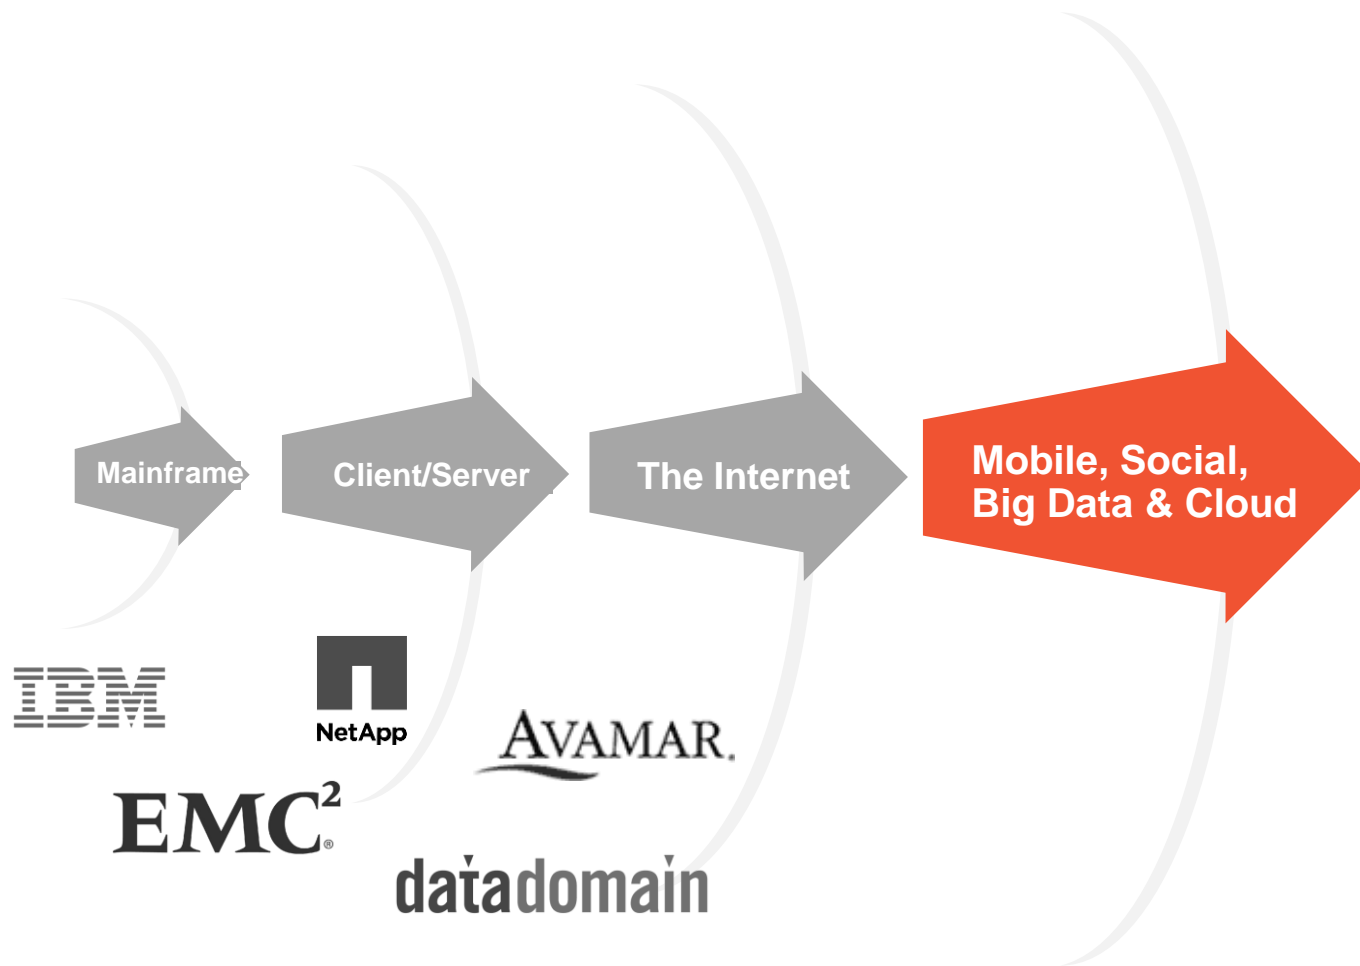 Mainframe
Client/Server
The Internet
Mobile, Social,
Big Data & Cloud
IBM
NetApp
AVAMAR.
EMC²®
datadomain